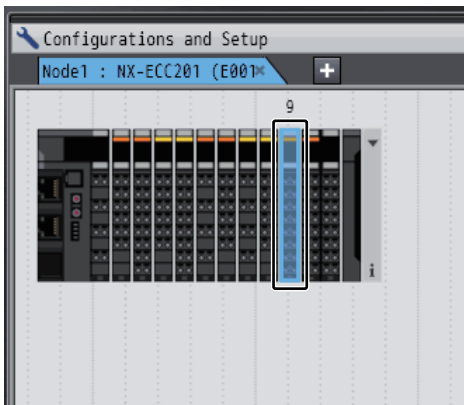 Configurations and Setup
Node1 : NX-ECC201 (E001
9
i